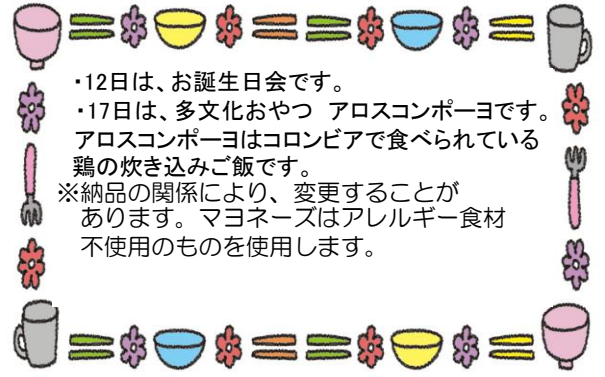 ・12日は、お誕生日会です。
・17日は、多文化おやつ アロスコンポーヨです。
アロスコンポーヨはコロンビアで食べられている
鶏の炊き込みご飯です。
※納品の関係により、変更することが
あります。マヨネーズはアレルギー食材
不使用のものを使用します。